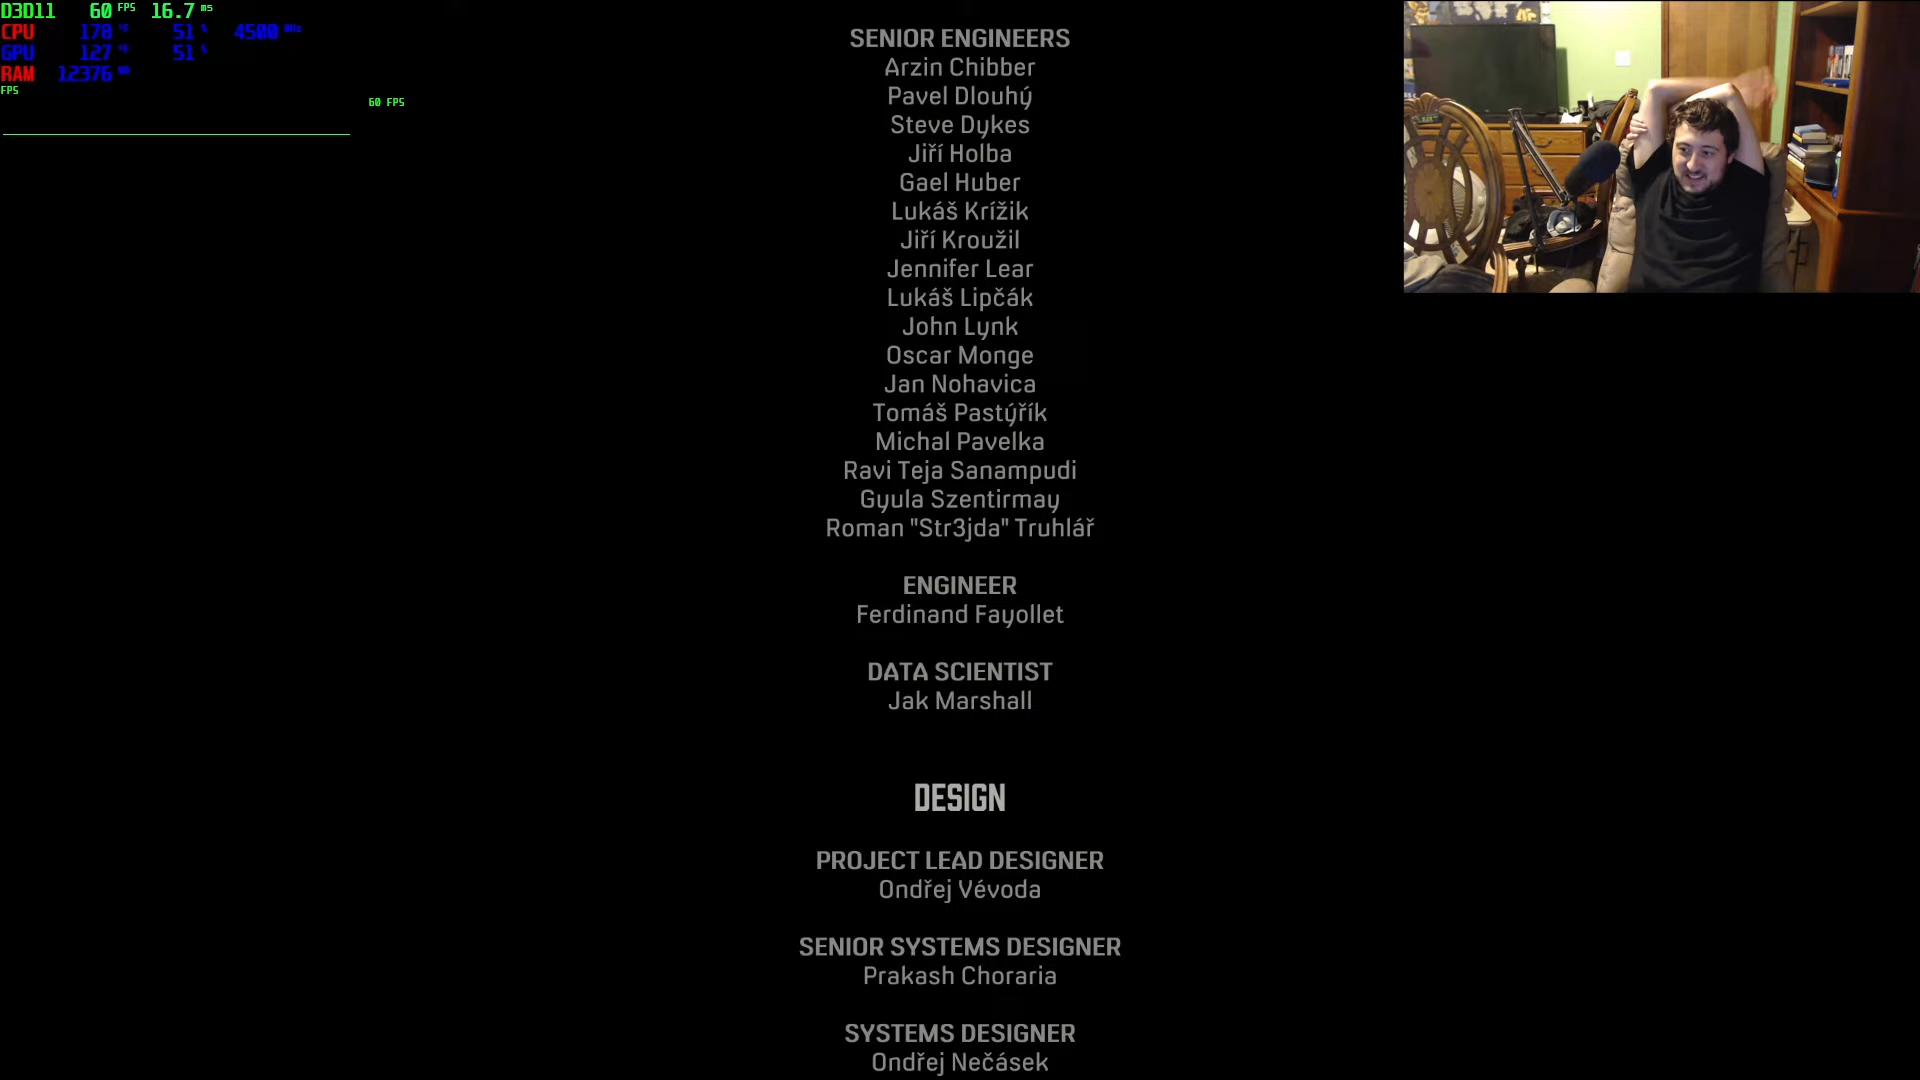 D3D11 60 FPS 16.7 ms
CPU 178 °F 51 % 4500 MHz
GPU 127 °F 51 %
RAM 12376 MB
FPS
60 FPS
SENIOR ENGINEERS
Arzin Chibber
Pavel Dlouhý
Steve Dykes
Jiří Holba
Gael Huber
Lukáš Krížik
Jiří Kroužil
Jennifer Lear
Lukáš Lipčák
John Lynk
Oscar Monge
Jan Nohavica
Tomáš Pastýřík
Michal Pavelka
Ravi Teja Sanampudi
Gyula Szentirmay
Roman "Str3jda" Truhlář
ENGINEER
Ferdinand Fayollet
DATA SCIENTIST
Jak Marshall
DESIGN
PROJECT LEAD DESIGNER
Ondřej Vévoda
SENIOR SYSTEMS DESIGNER
Prakash Choraria
SYSTEMS DESIGNER
Ondřej Nečásek